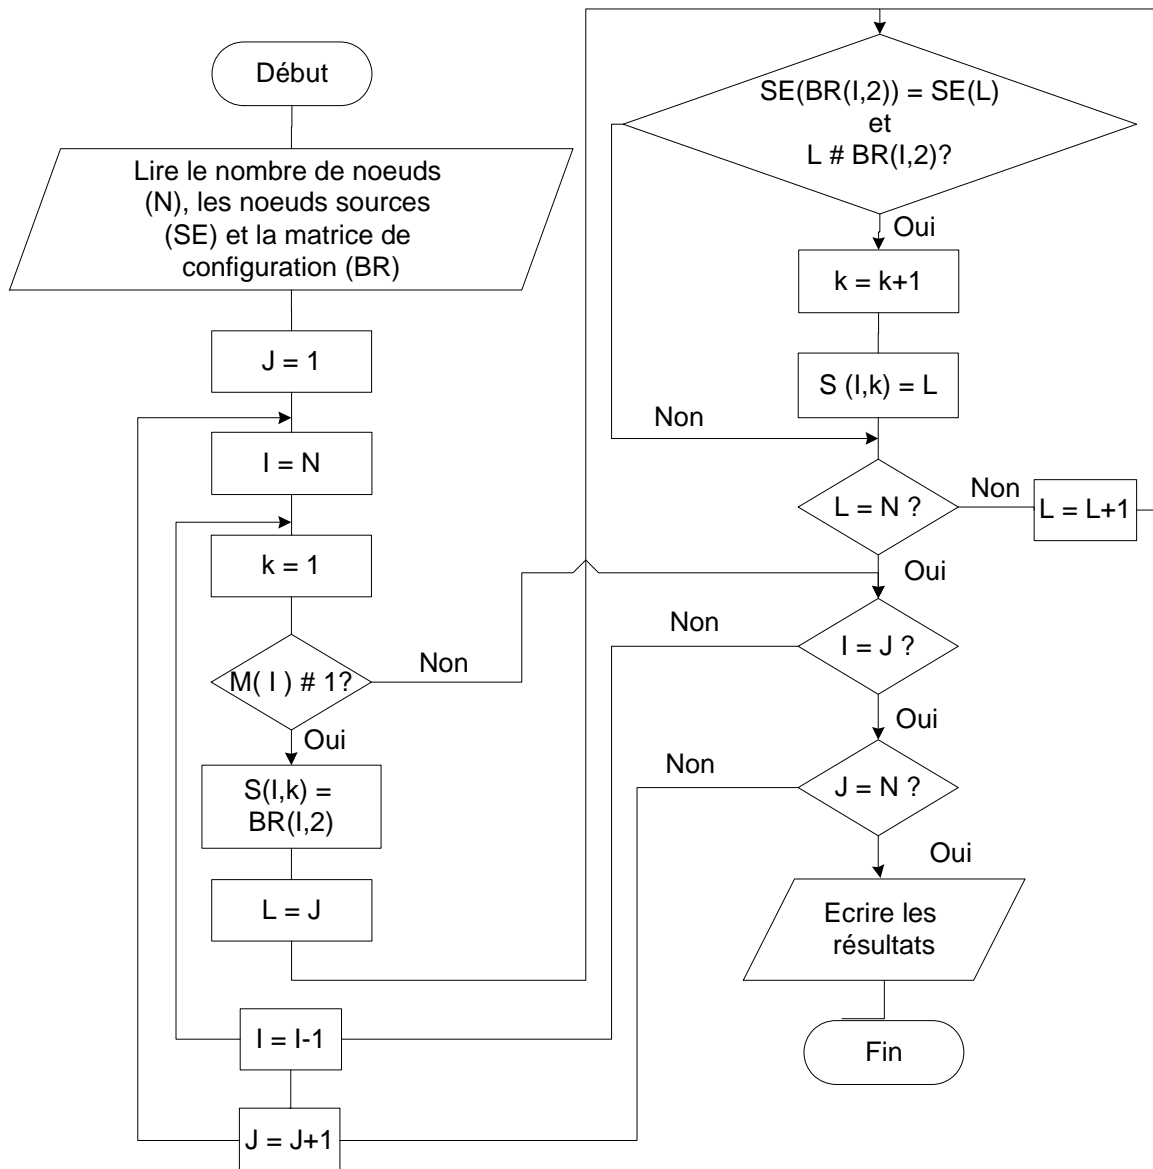 Début
Lire le nombre de noeuds
(N), les noeuds sources
(SE) et la matrice de
configuration (BR)
J = 1
I = N
k = 1
M( I ) # 1?
Non
Oui
S(I,k) =
BR(I,2)
L = J
I = I-1
J = J+1
SE(BR(I,2)) = SE(L)
et
L # BR(I,2)?
Oui
k = k+1
S (I,k) = L
Non
L = N ?
Non
L = L+1
Oui
I = J ?
Non
Oui
J = N ?
Non
Oui
Ecrire les
résultats
Fin